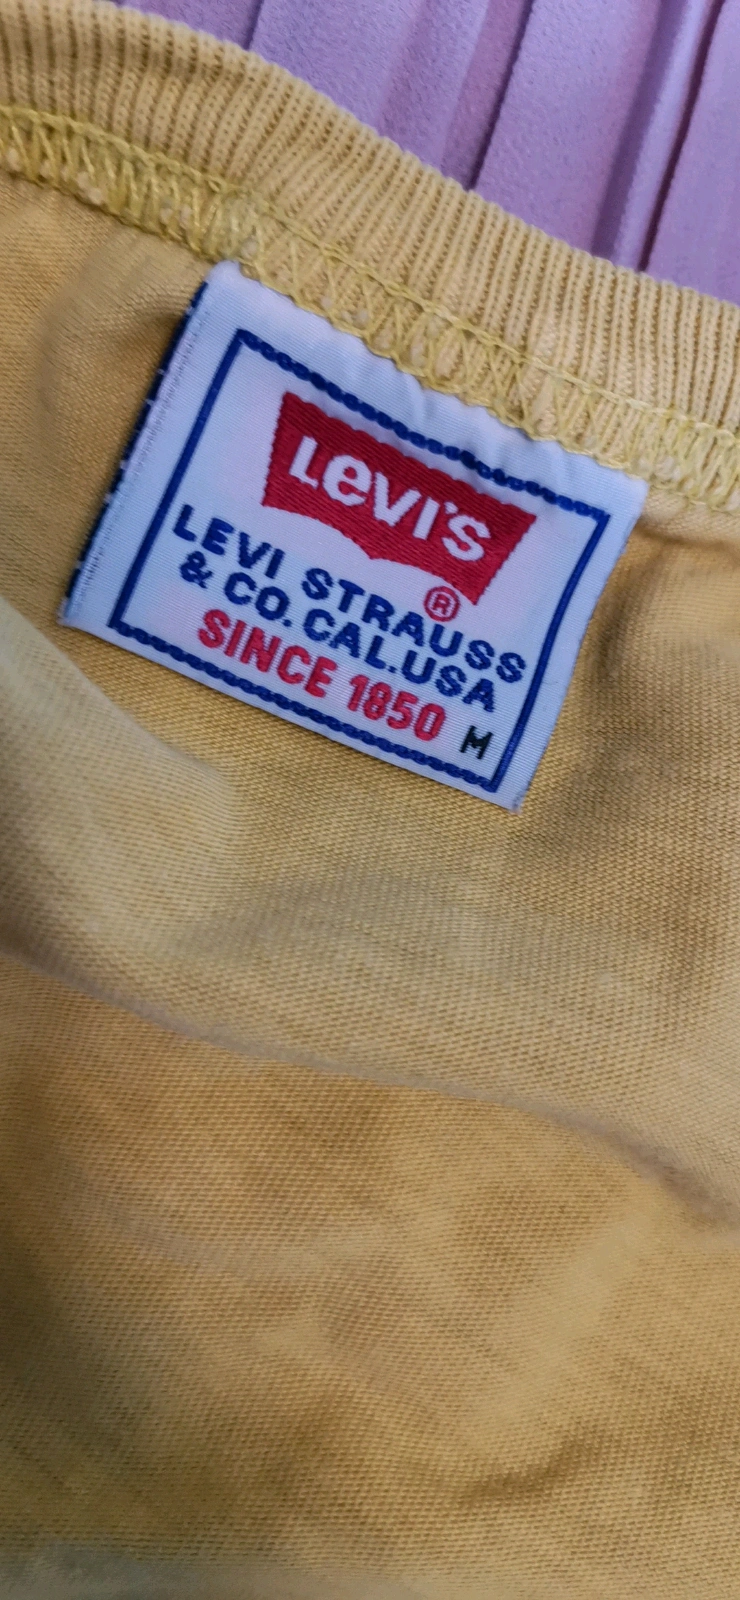 Levi's
®
LEVI STRAUSS
& CO. CAL.USA
SINCE 1850 M